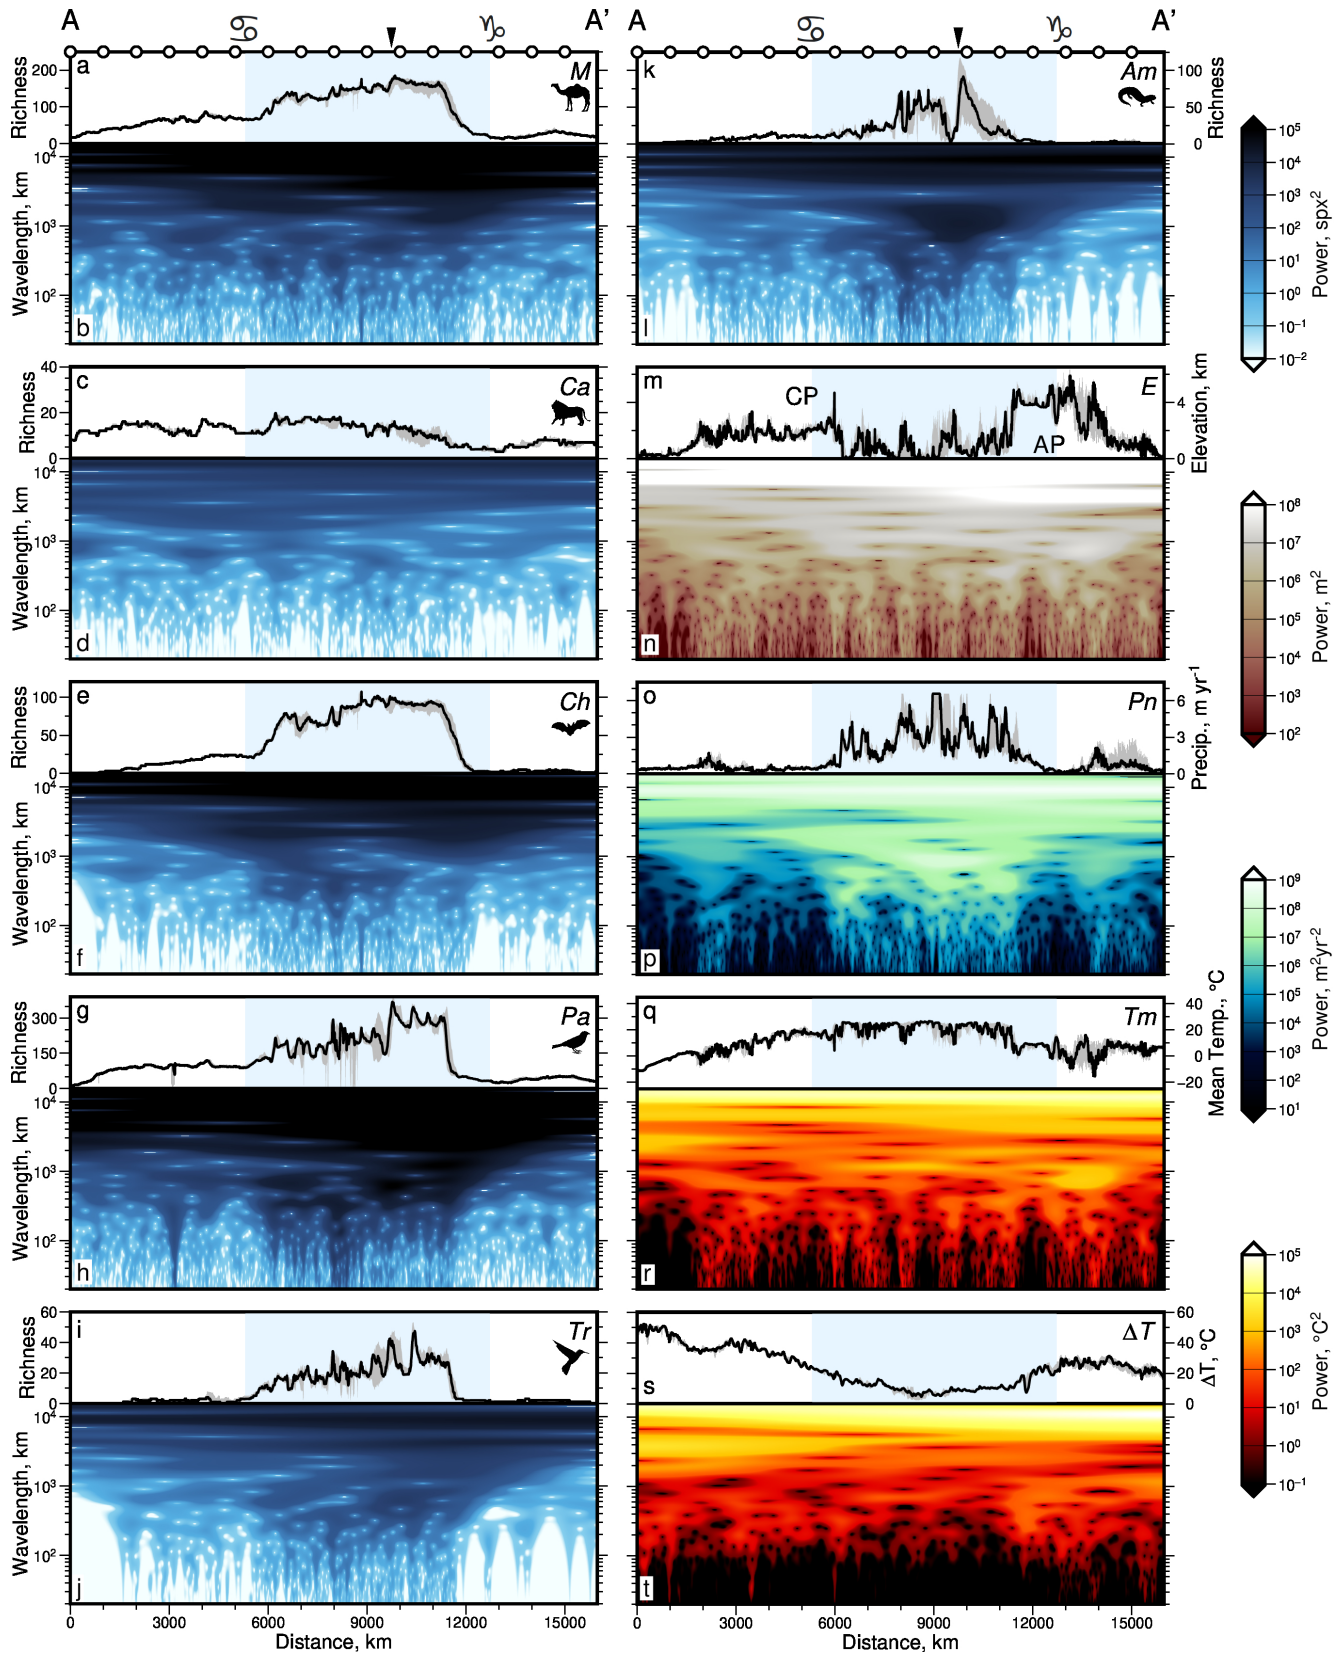 A ♋ ♑ A’ A ♋ ♑ A’
a M
Richness
200
100
0
Wavelength, km
10⁴
10³
10²
b
c Ca
Richness
40
20
0
Wavelength, km
10⁴
10³
10²
d
e Ch
Richness
100
50
0
Wavelength, km
10⁴
10³
10²
f
g Pa
Richness
300
150
0
Wavelength, km
10⁴
10³
10²
h
i Tr
Richness
60
40
20
0
Wavelength, km
10⁴
10³
10²
j
0 3000 6000 9000 12000 15000
Distance, km
k Am
Richness
100
50
0
l
m CP AP E
Elevation, km
4
2
0
n
o Pn
Precip., m yr⁻¹
6
3
0
p
q Tm
Mean Temp., °C
40
20
0
−20
r
s ΔT
ΔT, °C
60
40
20
0
t
0 3000 6000 9000 12000 15000
Distance, km
10⁵
10⁴
10³
10²
10¹
10⁰
10⁻¹
10⁻²
Power, spx²
10⁸
10⁷
10⁶
10⁵
10⁴
10³
10²
Power, m²
10⁹
10⁸
10⁷
10⁶
10⁵
10⁴
10³
10²
10¹
Power, m²yr⁻²
10⁵
10⁴
10³
10²
10¹
10⁰
10⁻¹
Power, °C²